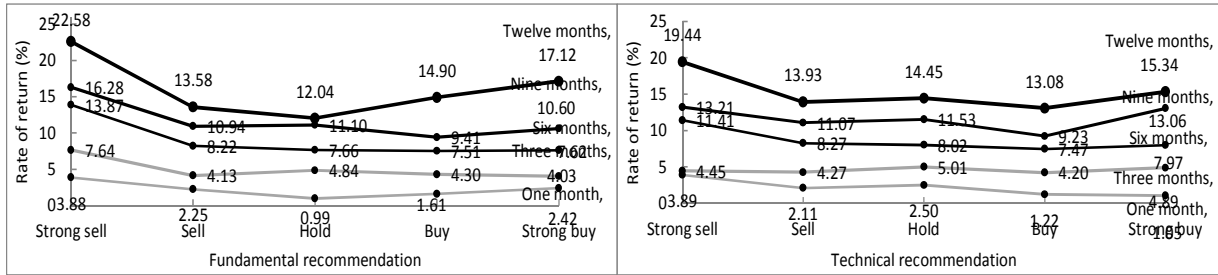 25
22.58
20
15
10
5
0
Rate of return (%)
Twelve months,
17.12
13.58
12.04
14.90
Nine months,
10.60
16.28
10.94
11.10
9.41
Six months,
7.62
13.87
8.22
7.66
7.51
Three months,
4.03
7.64
4.13
4.84
4.30
One month,
2.42
3.88
2.25
0.99
1.61
Strong sell
Sell
Hold
Buy
Strong buy
Fundamental recommendation
25
20
19.44
15
10
5
0
Rate of return (%)
Twelve months,
15.34
13.93
14.45
13.08
Nine months,
13.06
13.21
11.07
11.53
9.23
Six months,
7.97
11.41
8.27
8.02
7.47
Three months,
4.89
4.45
4.27
5.01
4.20
One month,
3.89
2.11
2.50
1.22
Strong sell
Sell
Hold
Buy
Strong buy
Technical recommendation